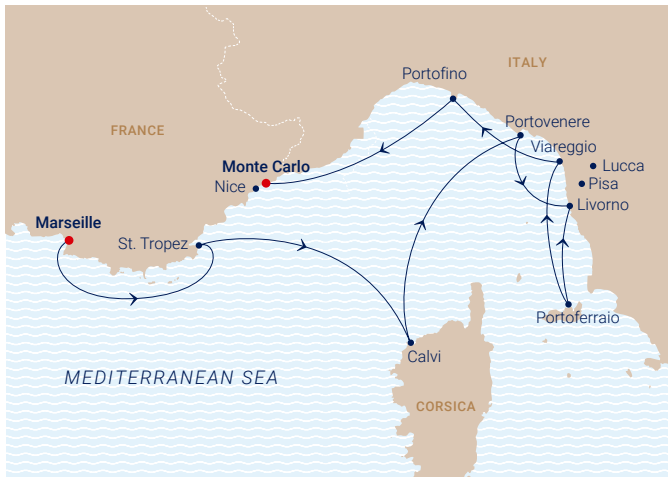 ITALY
Portofino
Portovenere
FRANCE
Viareggio
Monte Carlo
Lucca
Nice
Pisa
Livorno
Marseille
St. Tropez
Portoferraio
Calvi
MEDITERRANEAN SEA
CORSICA